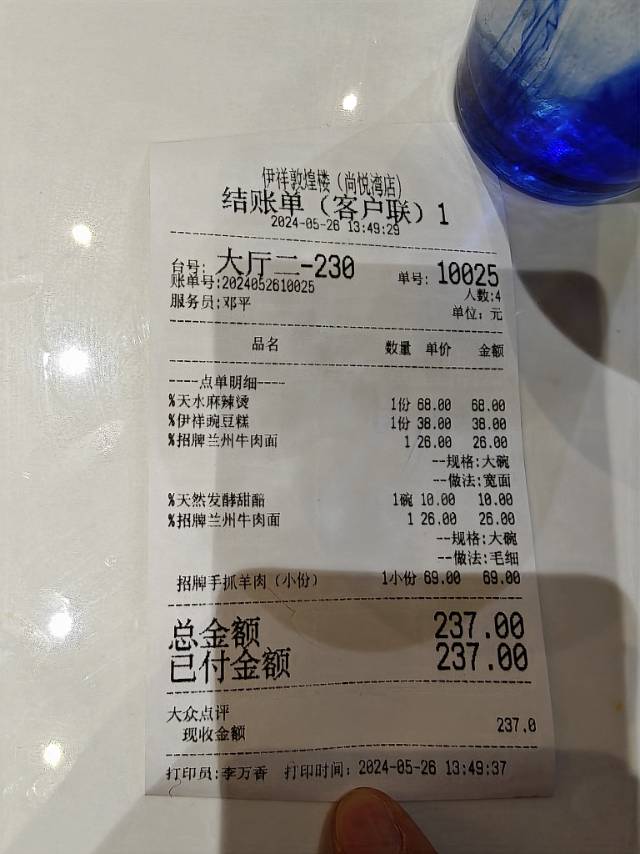 伊祥敦煌楼（尚悦湾店）
结账单（客户联）1
2024-05-26 13:49:29
台号: 大厅二-230 单号: 10025
账单号:2024052610025 人数:4
服务员:邓平 单位: 元
品名 数量 单价 金额
----点单明细----
%天水麻辣烫 1份 68.00 68.00
%伊祥豌豆糕 1份 38.00 38.00
%招牌兰州牛肉面 1 26.00 26.00
--规格:大碗
--做法:宽面
%天然发酵甜醅 1碗 10.00 10.00
%招牌兰州牛肉面 1 26.00 26.00
--规格:大碗
--做法:毛细
招牌手抓羊肉（小份） 1小份 69.00 69.00
总金额 237.00
已付金额 237.00
大众点评
现收金额 237.0
打印员:李万香 打印时间: 2024-05-26 13:49:37